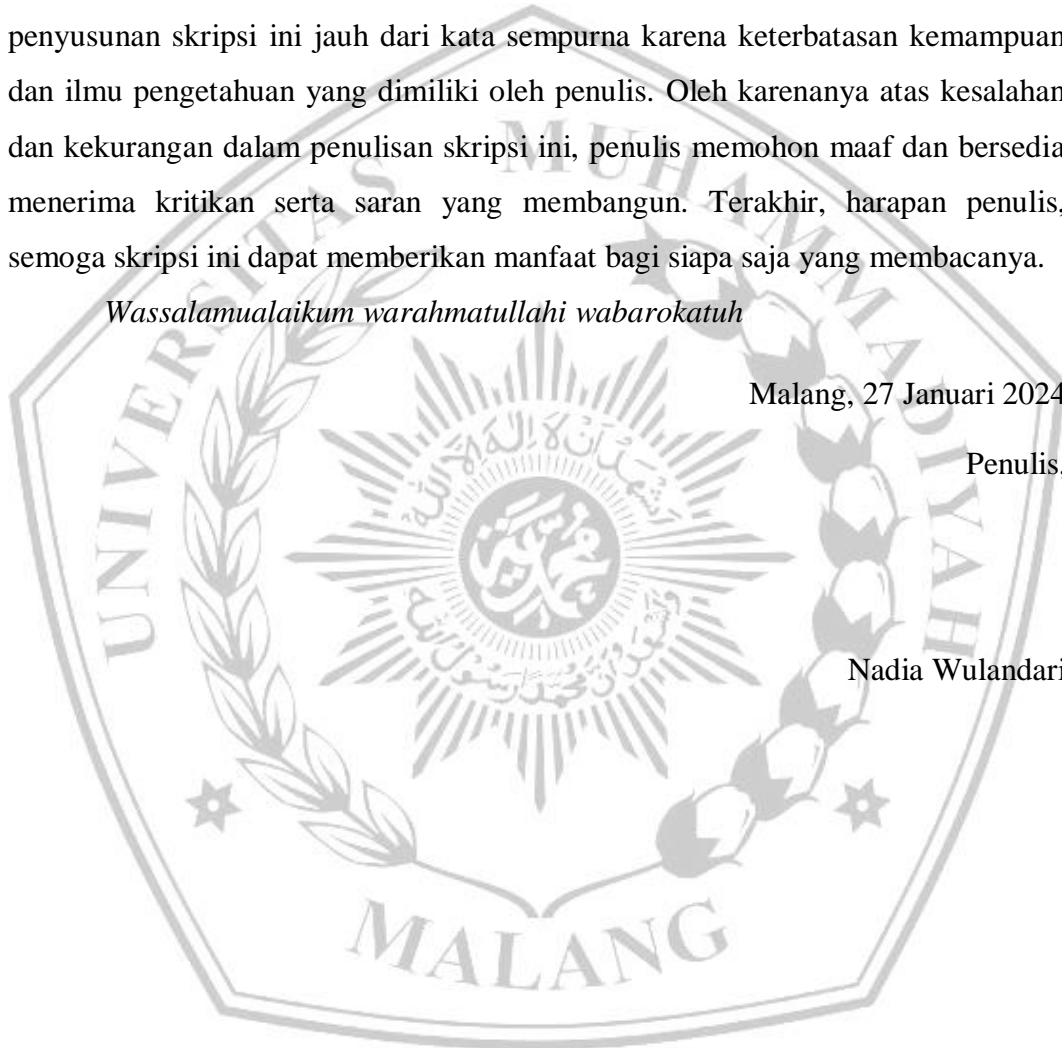 penyusunan skripsi ini jauh dari kata sempurna karena keterbatasan kemampuan
dan ilmu pengetahuan yang dimiliki oleh penulis. Oleh karenanya atas kesalahan
dan kekurangan dalam penulisan skripsi ini, penulis memohon maaf dan bersedia
menerima kritikan serta saran yang membangun. Terakhir, harapan penulis,
semoga skripsi ini dapat memberikan manfaat bagi siapa saja yang membacanya.
Wassalamualaikum warahmatullahi wabarokatuh
Malang, 27 Januari 2024
Penulis,
Nadia Wulandari
UNIVERSITAS MUHAMMADIYAH
MALANG